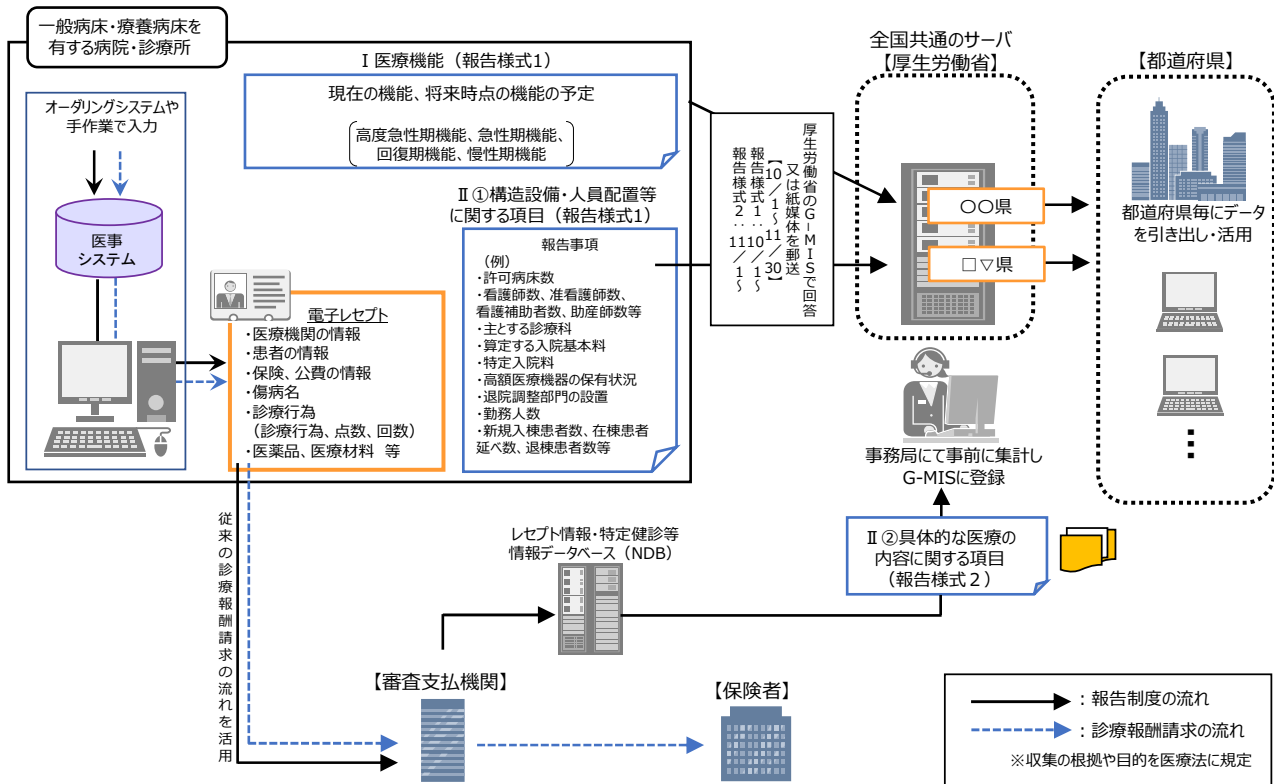 一般病床・療養病床を
有する病院・診療所
オーダリングシステムや
手作業で入力
医事
システム
Ⅰ 医療機能（報告様式1）
現在の機能、将来時点の機能の予定
高度急性期機能、急性期機能、
回復期機能、慢性期機能
Ⅱ ①構造設備・人員配置等
に関する項目（報告様式1）
報告事項
（例）
・許可病床数
・看護師数、准看護師数、
看護補助者数、助産師数等
・主とする診療科
・算定する入院基本料
・特定入院料
・高額医療機器の保有状況
・退院調整部門の設置
・勤務人数
・新規入棟患者数、在棟患者
延べ数、退棟患者数等
電子レセプト
・医療機関の情報
・患者の情報
・保険、公費の情報
・傷病名
・診療行為
（診療行為、点数、回数）
・医薬品、医療材料 等
厚生労働省のG－MISで回答
又は紙媒体を郵送
【10／1～11／30】
報告様式1：10／1～
報告様式2：11／1～
全国共通のサーバ
【厚生労働省】
〇〇県
□▽県
【都道府県】
都道府県毎にデータ
を引き出し・活用
事務局にて事前に集計し
G-MISに登録
Ⅱ ②具体的な医療の
内容に関する項目
（報告様式２）
レセプト情報・特定健診等
情報データベース（NDB）
従来の診療報酬請求の流れを活用
【審査支払機関】
【保険者】
：報告制度の流れ
：診療報酬請求の流れ
※収集の根拠や目的を医療法に規定